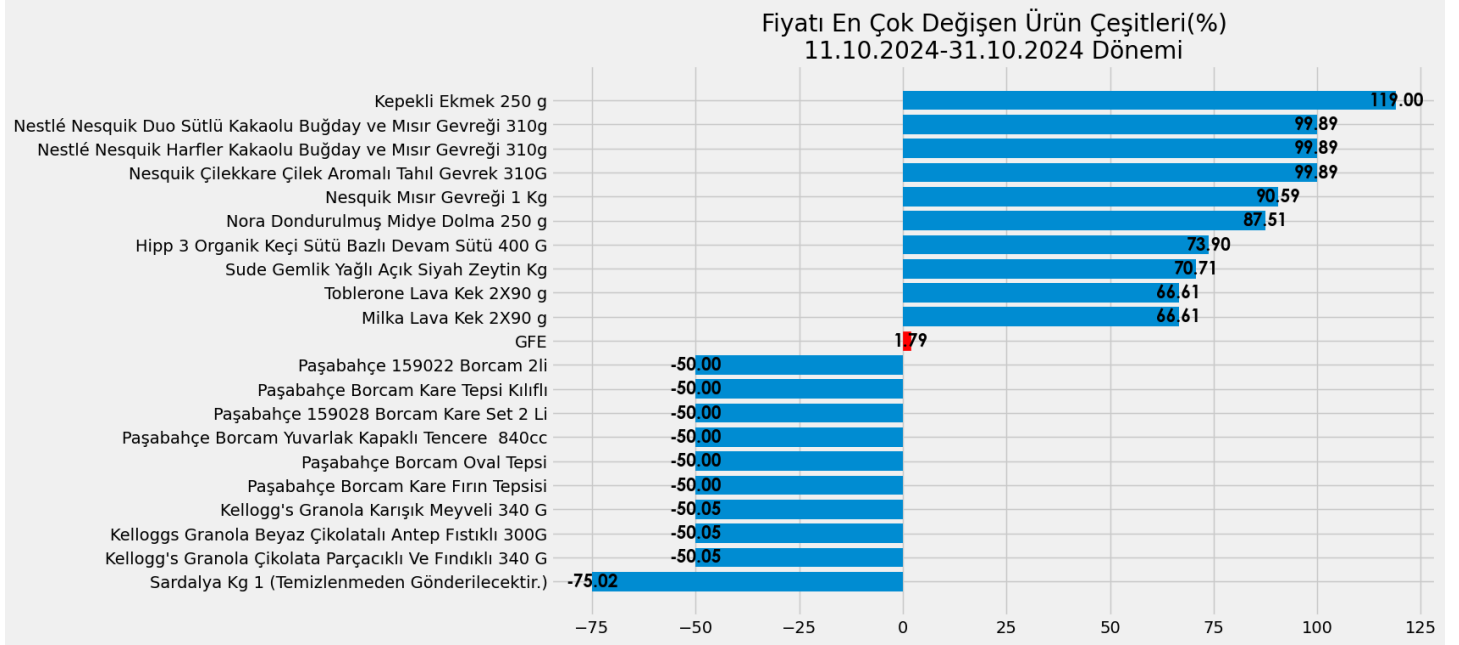 Fiyatı En Çok Değişen Ürün Çeşitleri(%)
11.10.2024-31.10.2024 Dönemi
Kepekli Ekmek 250 g 119.00
Nestlé Nesquik Duo Sütlü Kakaolu Buğday ve Mısır Gevreği 310g 99.89
Nestlé Nesquik Harfler Kakaolu Buğday ve Mısır Gevreği 310g 99.89
Nesquik Çilekkare Çilek Aromalı Tahıl Gevrek 310G 99.89
Nesquik Mısır Gevreği 1 Kg 90.59
Nora Dondurulmuş Midye Dolma 250 g 87.51
Hipp 3 Organik Keçi Sütü Bazlı Devam Sütü 400 G 73.90
Sude Gemlik Yağlı Açık Siyah Zeytin Kg 70.71
Toblerone Lava Kek 2X90 g 66.61
Milka Lava Kek 2X90 g 66.61
GFE 1.79
Paşabahçe 159022 Borcam 2li -50.00
Paşabahçe Borcam Kare Tepsi Kılıflı -50.00
Paşabahçe 159028 Borcam Kare Set 2 Li -50.00
Paşabahçe Borcam Yuvarlak Kapaklı Tencere  840cc -50.00
Paşabahçe Borcam Oval Tepsi -50.00
Paşabahçe Borcam Kare Fırın Tepsisi -50.00
Kellogg's Granola Karışık Meyveli 340 G -50.05
Kelloggs Granola Beyaz Çikolatalı Antep Fıstıklı 300G -50.05
Kellogg's Granola Çikolata Parçacıklı Ve Fındıklı 340 G -50.05
Sardalya Kg 1 (Temizlenmeden Gönderilecektir.) -75.02
−75 −50 −25 0 25 50 75 100 125